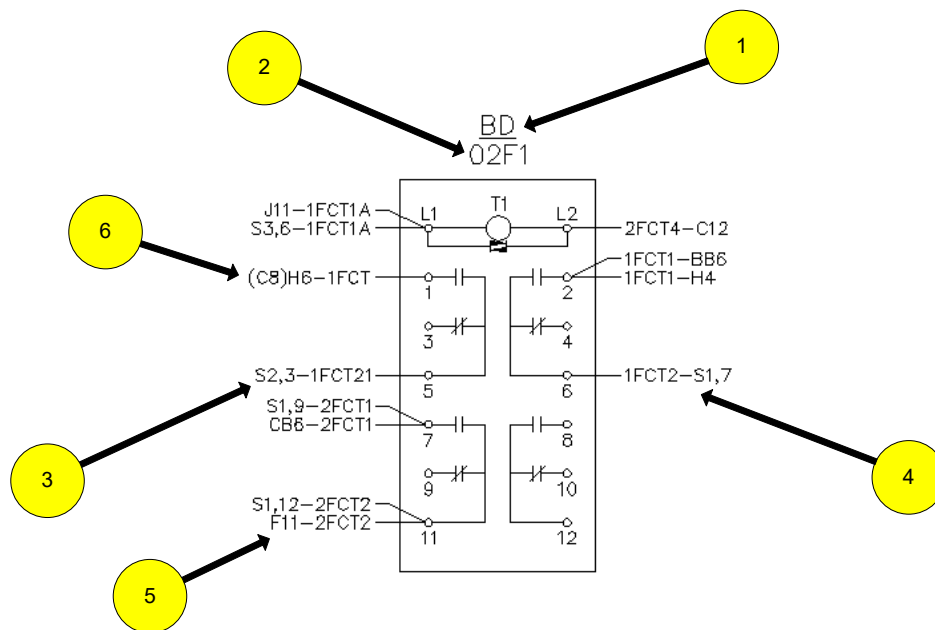 1
2
BD
02F1
J11-1FCT1A
L1
T1
L2
S3,6-1FCT1A
2FCT4-C12
6
1FCT1-BB6
(C8)H6-1FCT
1FCT1-H4
1
2
3
4
S2,3-1FCT21
1FCT2-S1,7
5
6
S1,9-2FCT1
CB6-2FCT1
7
8
3
4
9
10
S1,12-2FCT2
F11-2FCT2
11
12
5